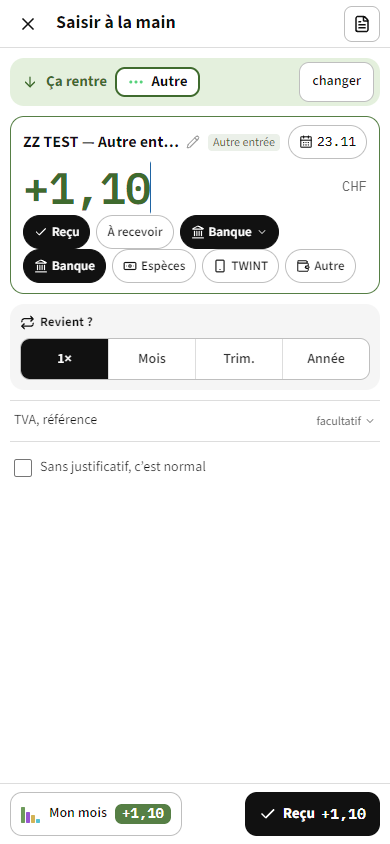 Saisir à la main
Ça rentre ··· Autre changer
ZZ TEST — Autre ent... Autre entrée 23.11
+1,10 CHF
Reçu À recevoir Banque
Banque Espèces TWINT Autre
Revient ?
1× Mois Trim. Année
TVA, référence facultatif
Sans justificatif, c'est normal
Mon mois +1,10 Reçu +1,10